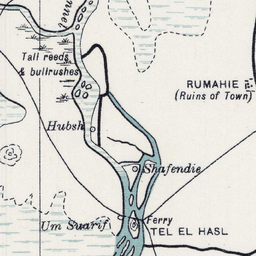 Tall reeds
& bullrushes
RUMAHIE
(Ruins of Town)
Hubsh
Shafendie
Um Suarif
Ferry
TEL EL HASL